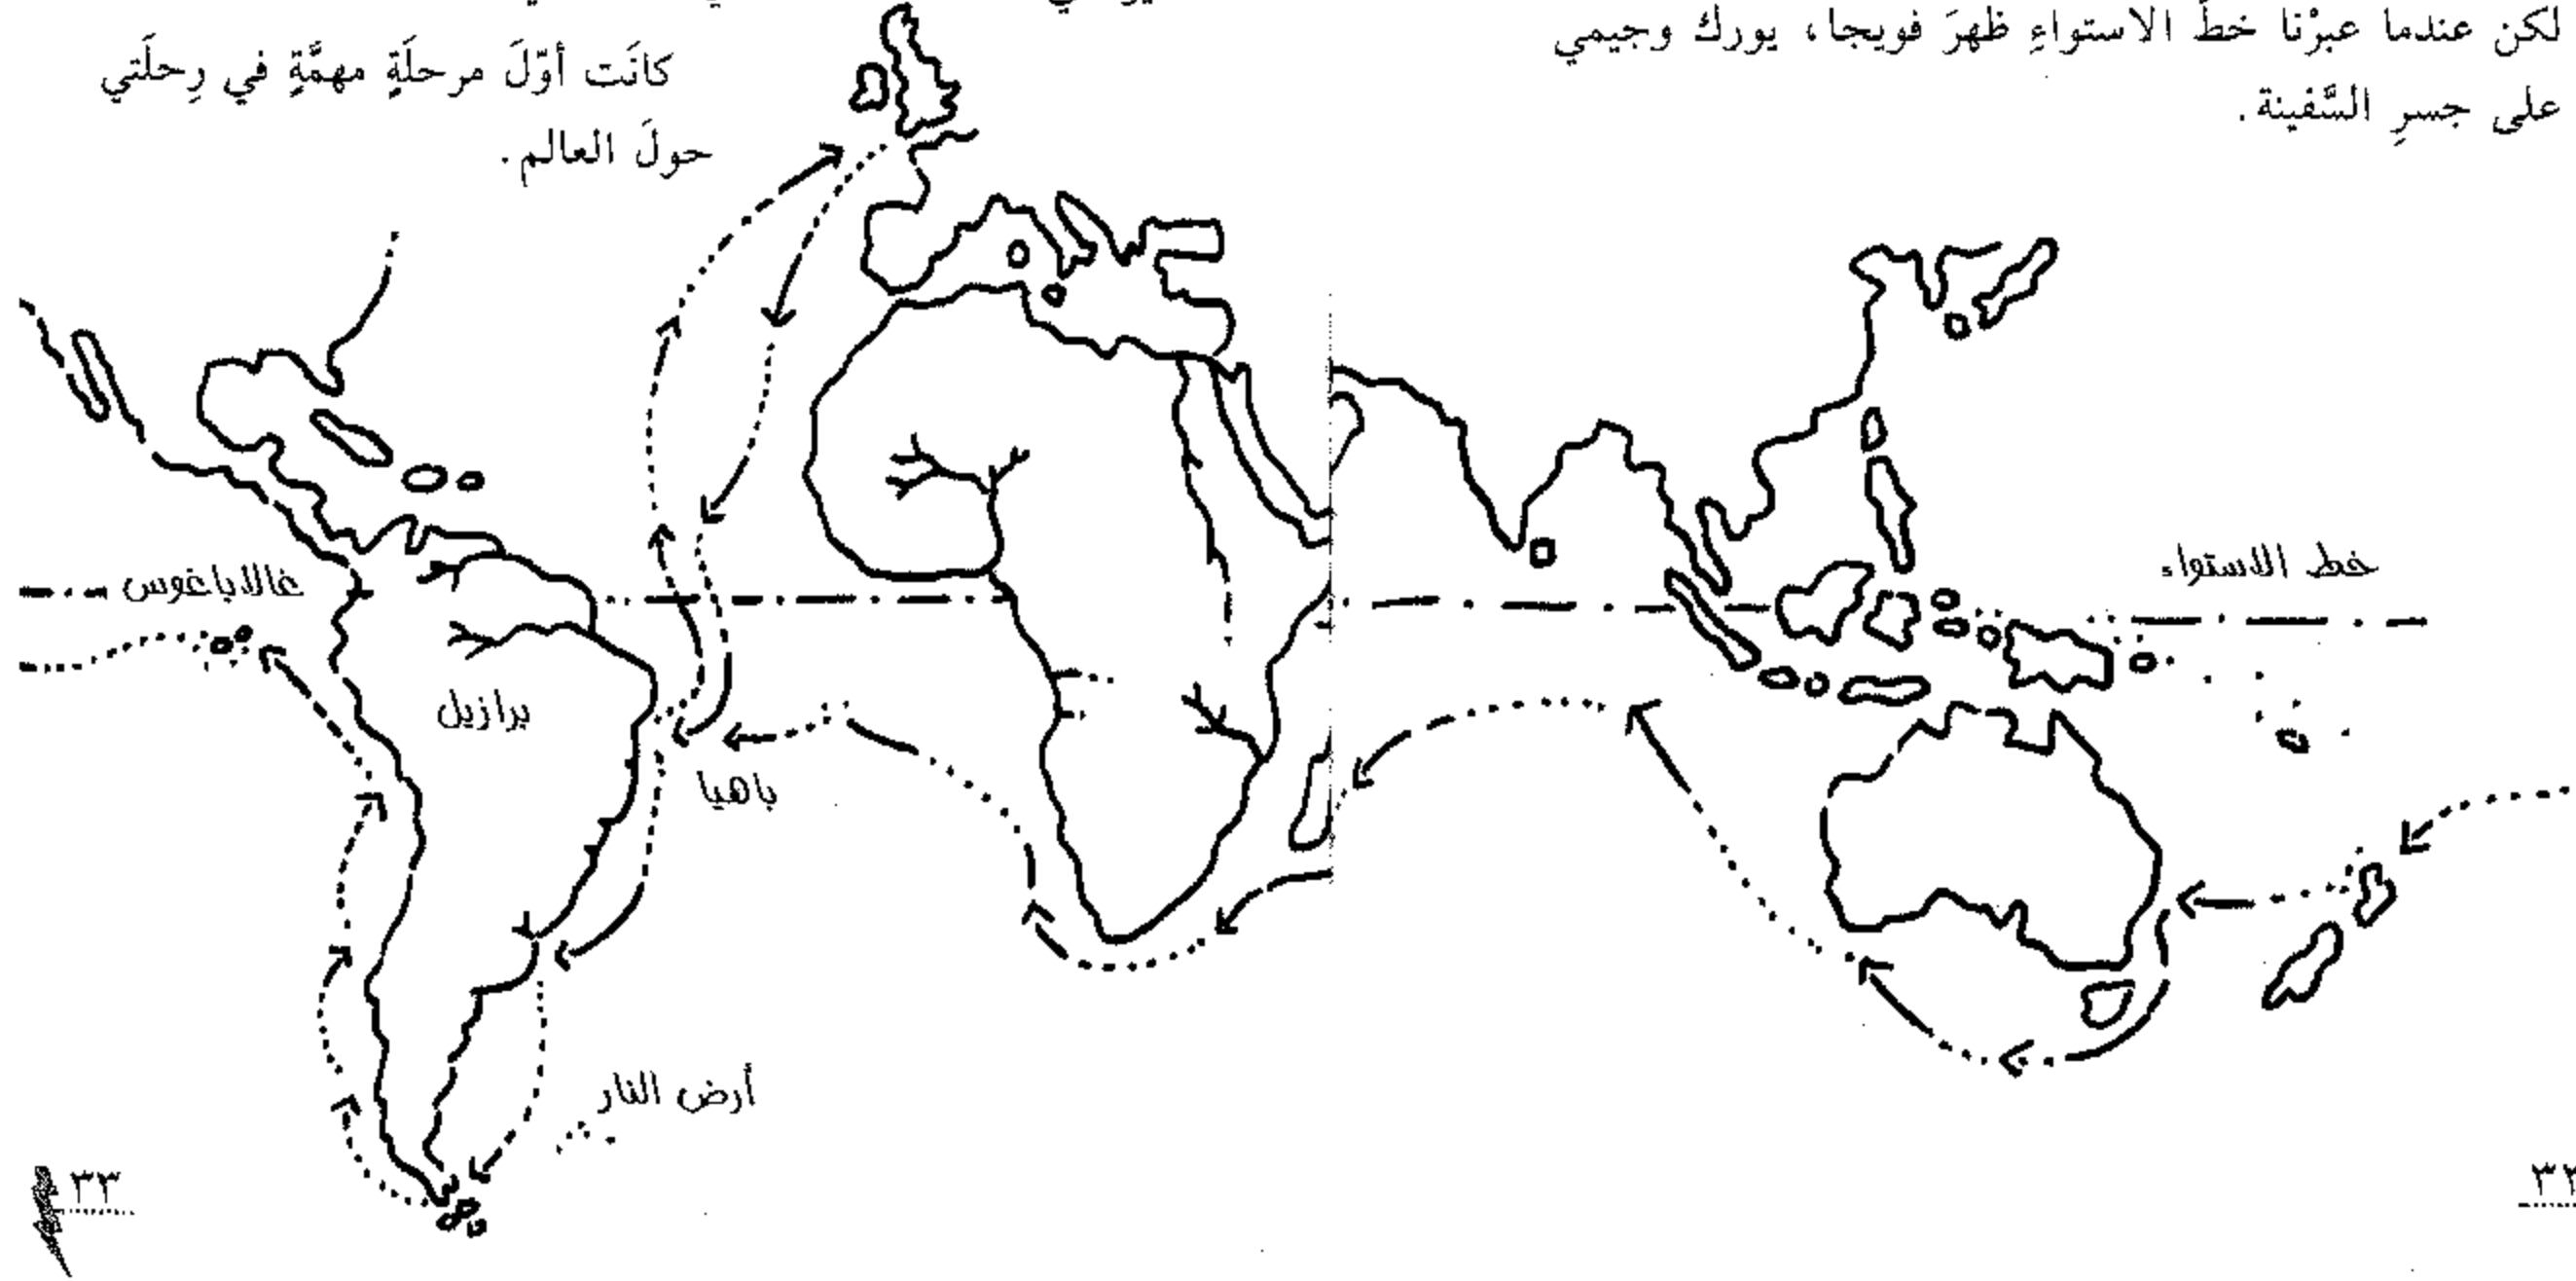 لكن عندما عبرْنا خطَّ الاستواءِ ظهرَ فويجا، يورك وجيمي
على جسرِ السَّفينة.
كانَت أوّلَ مرحلَةٍ مهمَّةٍ في رِحلَتي
حولَ العالم.
خط الاستواء
غالاباغوس
برازيل
باهيا
أرض النار
٣٣